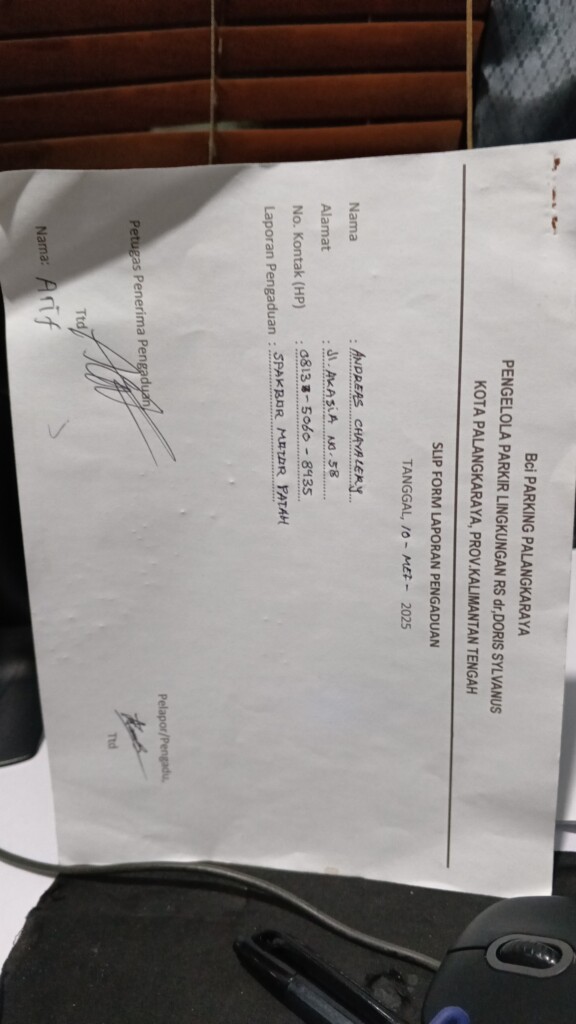 Bci PARKING PALANGKARAYA
PENGELOLA PARKIR LINGKUNGAN RS dr,DORIS SYLVANUS
KOTA PALANGKARAYA, PROV.KALIMANTAN TENGAH
SLIP FORM LAPORAN PENGADUAN
TANGGAL, 10 - MEI - 2025
Nama : ANDREAS CHAVALERY
Alamat : Jl. AKASIA NO. 58
No. Kontak (HP) : 0813 - 5060 - 8935
Laporan Pengaduan : SPAKBOR MOTOR PATAH
Petugas Penerima Pengaduan
Ttd
Nama: Arif
Pelapor/Pengadu,
Ttd